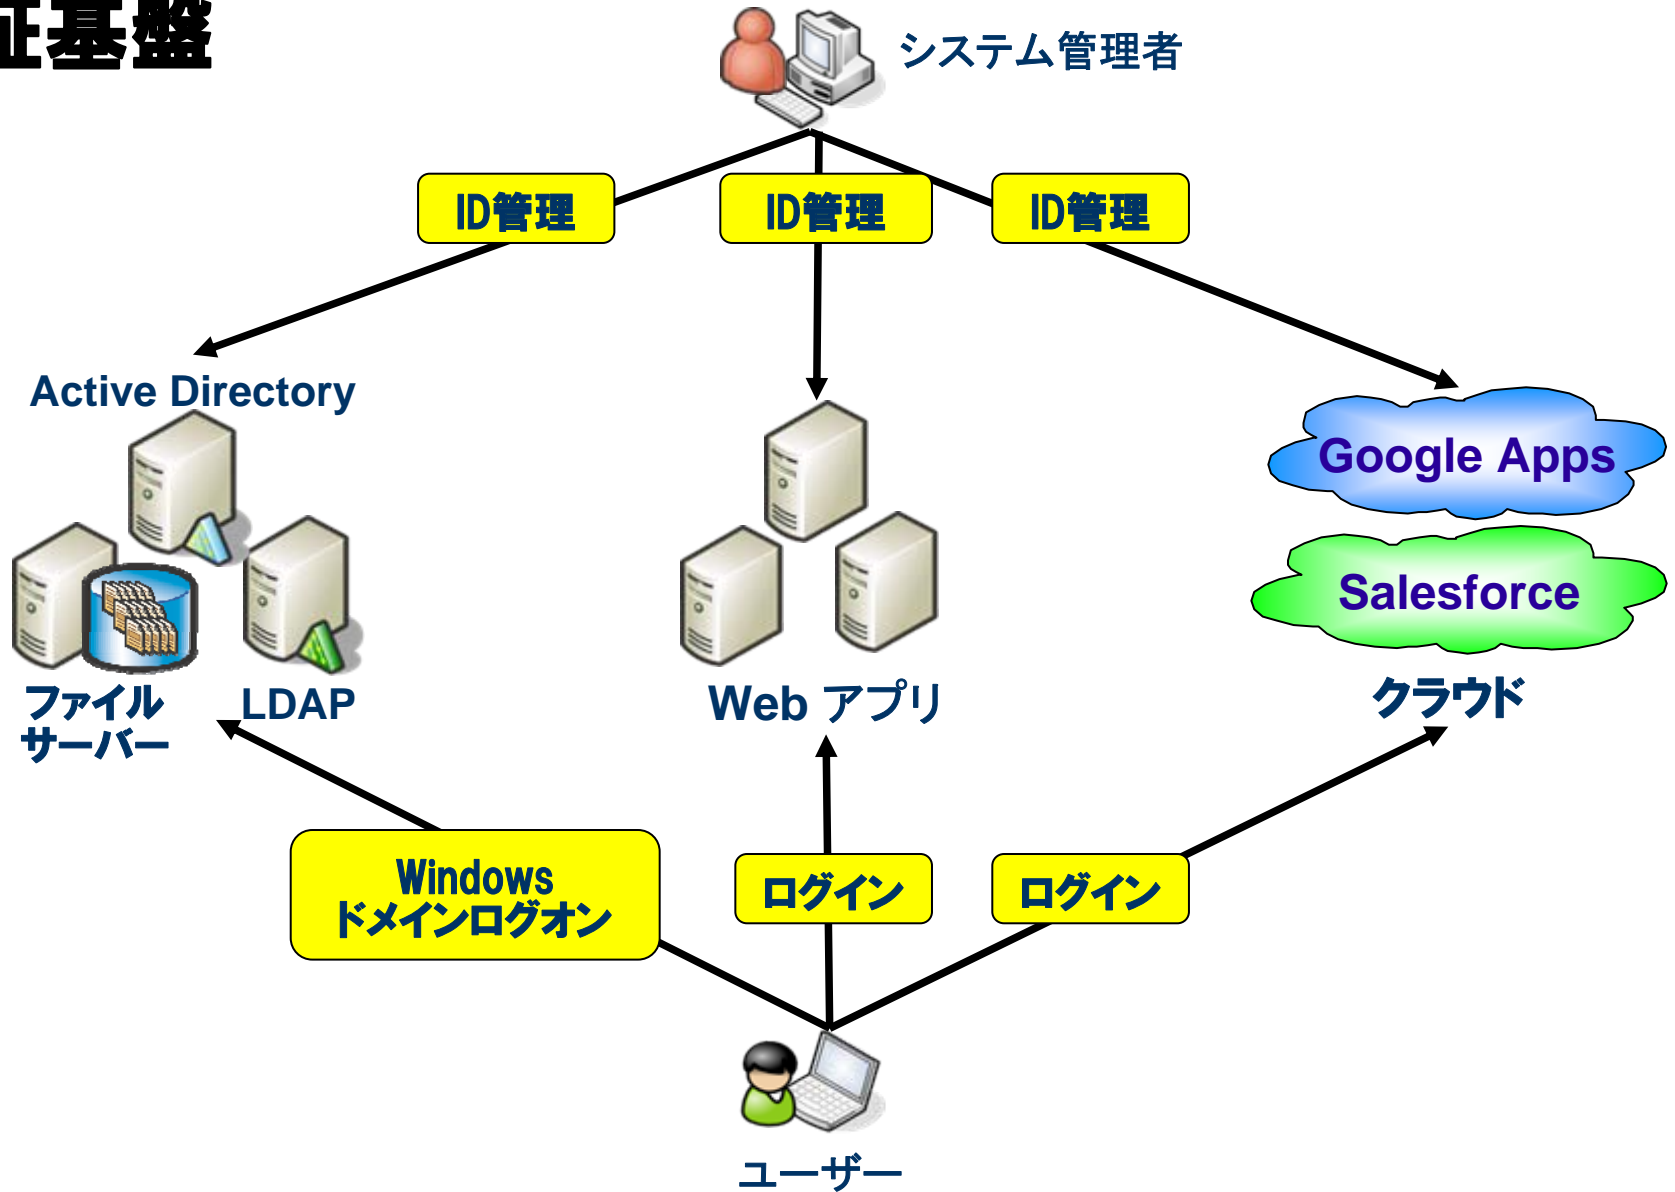 証基盤
システム管理者
ID管理
ID管理
ID管理
Active Directory
Google Apps
Salesforce
ファイル
サーバー
LDAP
Web アプリ
クラウド
Windows
ドメインログオン
ログイン
ログイン
ユーザー